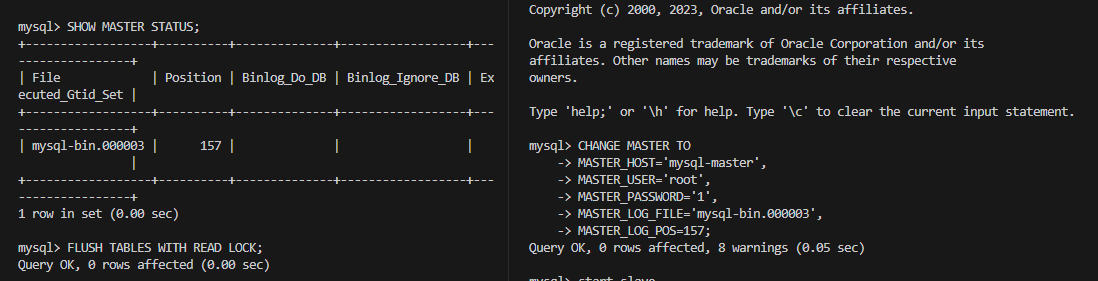 mysql> SHOW MASTER STATUS;
+------------------+----------+--------------+------------------+---
----------------+
| File             | Position | Binlog_Do_DB | Binlog_Ignore_DB | Ex
ecuted_Gtid_Set |
+------------------+----------+--------------+------------------+---
----------------+
| mysql-bin.000003 |      157 |              |                  |
                |
+------------------+----------+--------------+------------------+---
----------------+
1 row in set (0.00 sec)
mysql> FLUSH TABLES WITH READ LOCK;
Query OK, 0 rows affected (0.00 sec)
Copyright (c) 2000, 2023, Oracle and/or its affiliates.
Oracle is a registered trademark of Oracle Corporation and/or its
affiliates. Other names may be trademarks of their respective
owners.
Type 'help;' or '\h' for help. Type '\c' to clear the current input statement.
mysql> CHANGE MASTER TO
    -> MASTER_HOST='mysql-master',
    -> MASTER_USER='root',
    -> MASTER_PASSWORD='1',
    -> MASTER_LOG_FILE='mysql-bin.000003',
    -> MASTER_LOG_POS=157;
Query OK, 0 rows affected, 8 warnings (0.05 sec)
mysql> start slave